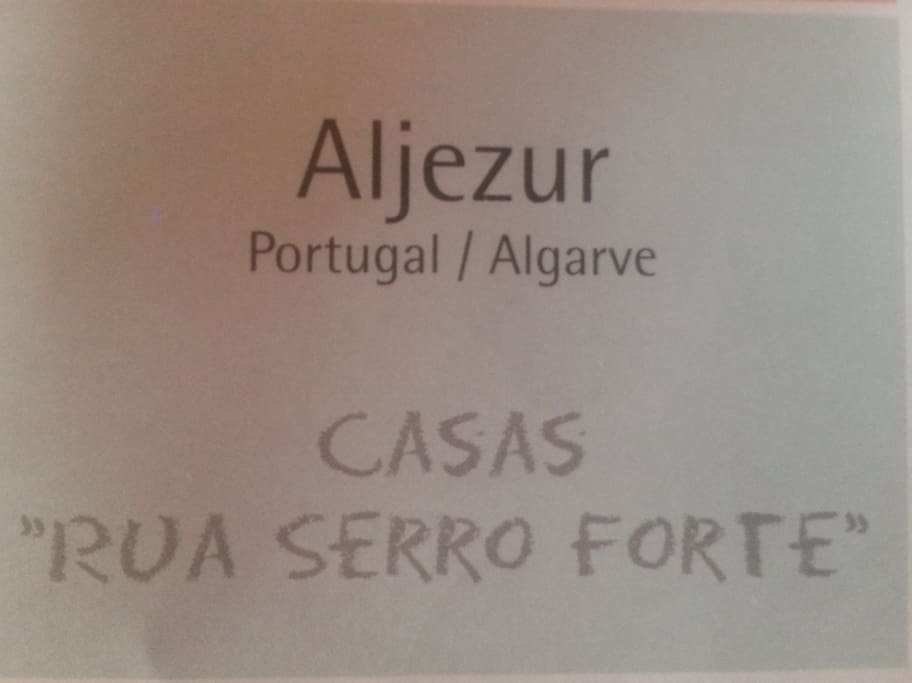 Aljezur
Portugal / Algarve
CASAS
"RUA SERRO FORTE"